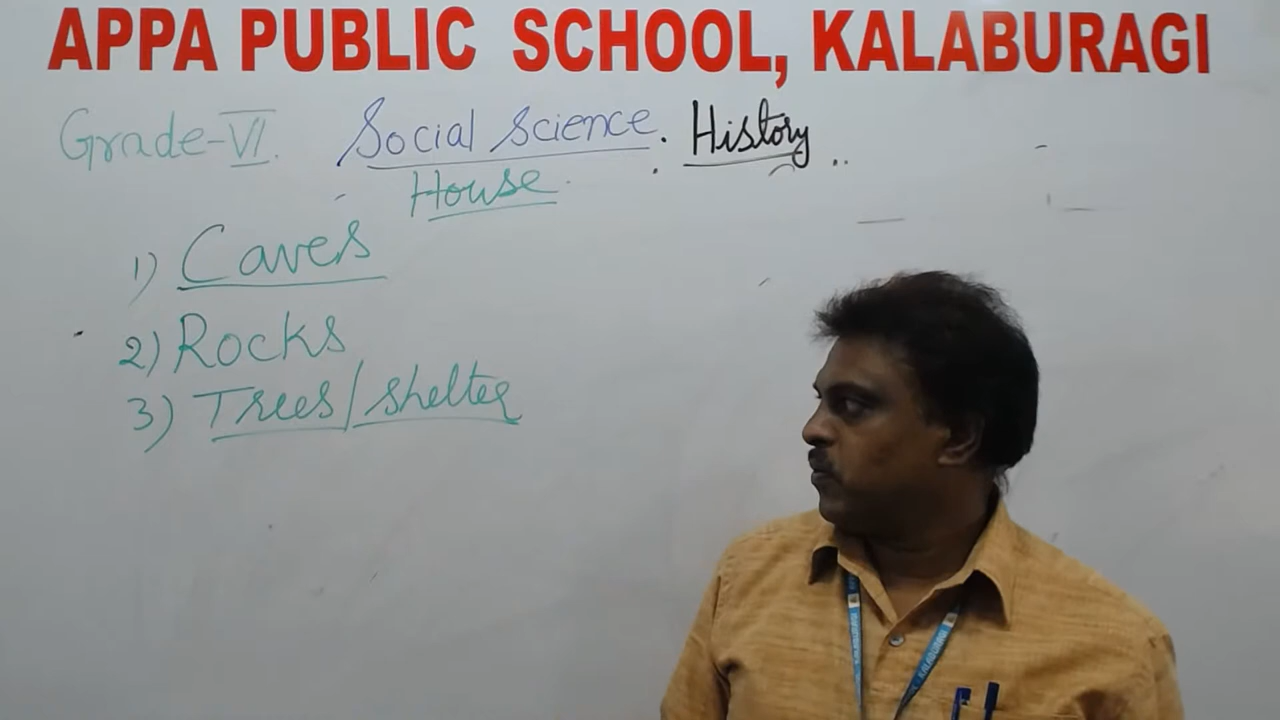 APPA PUBLIC SCHOOL, KALABURAGI
Grade-VI. Social Science. History
House
1) Caves
2) Rocks
3) Trees/shelter